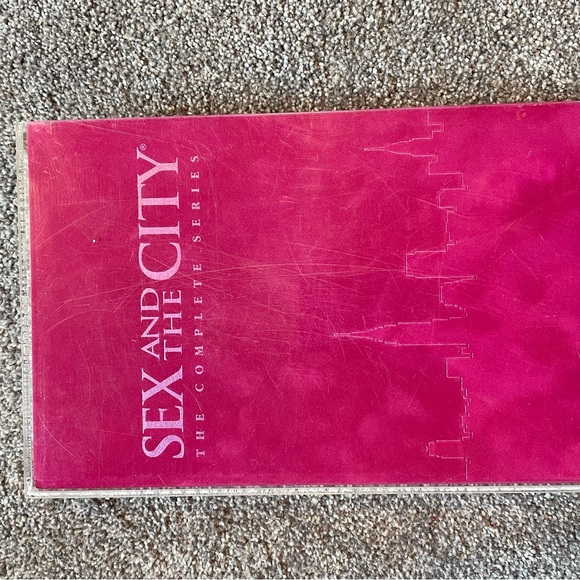 SEX AND
THE CITY®
THE COMPLETE SERIES